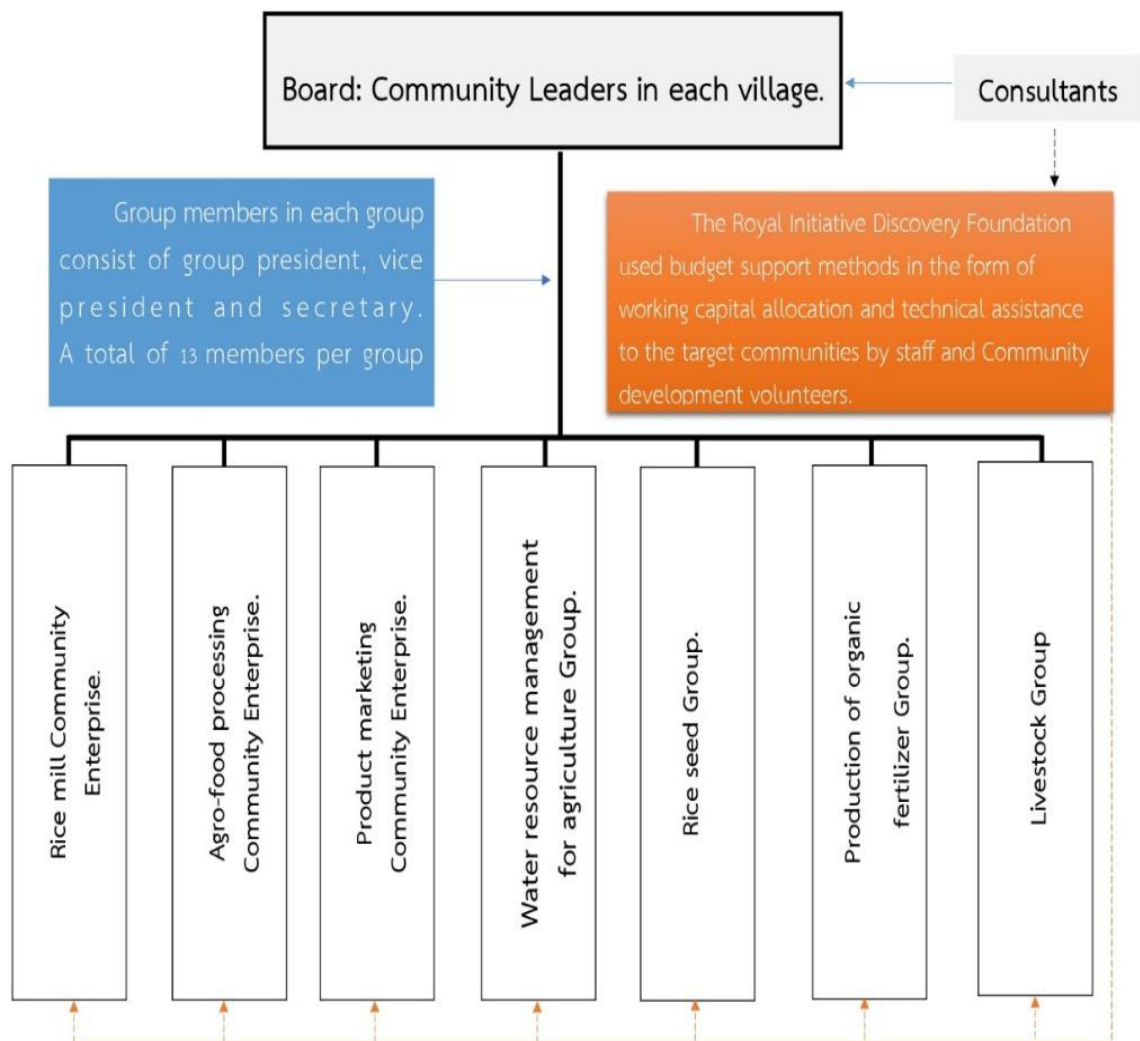 Board: Community Leaders in each village.
Consultants
Group members in each group
consist of group president, vice
president and secretary.
A total of 13 members per group
The Royal Initiative Discovery Foundation
used budget support methods in the form of
working capital allocation and technical assistance
to the target communities by staff and Community
development volunteers.
Rice mill Community
Enterprise.
Agro-food processing
Community Enterprise.
Product marketing
Community Enterprise.
Water resource management
for agriculture Group.
Rice seed Group.
Production of organic
fertilizer Group.
Livestock Group